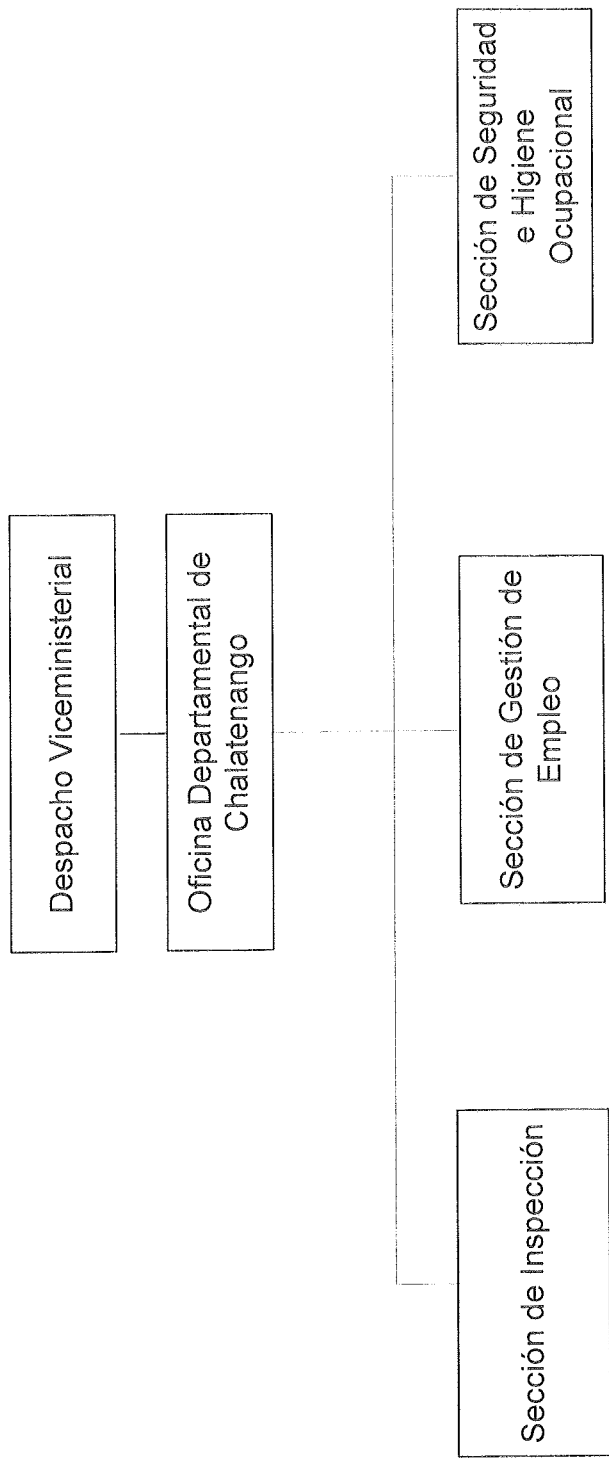 Despacho Viceministerial
Oficina Departamental de
Chalatenango
Sección de Inspección
Sección de Gestión de
Empleo
Sección de Seguridad
e Higiene
Ocupacional